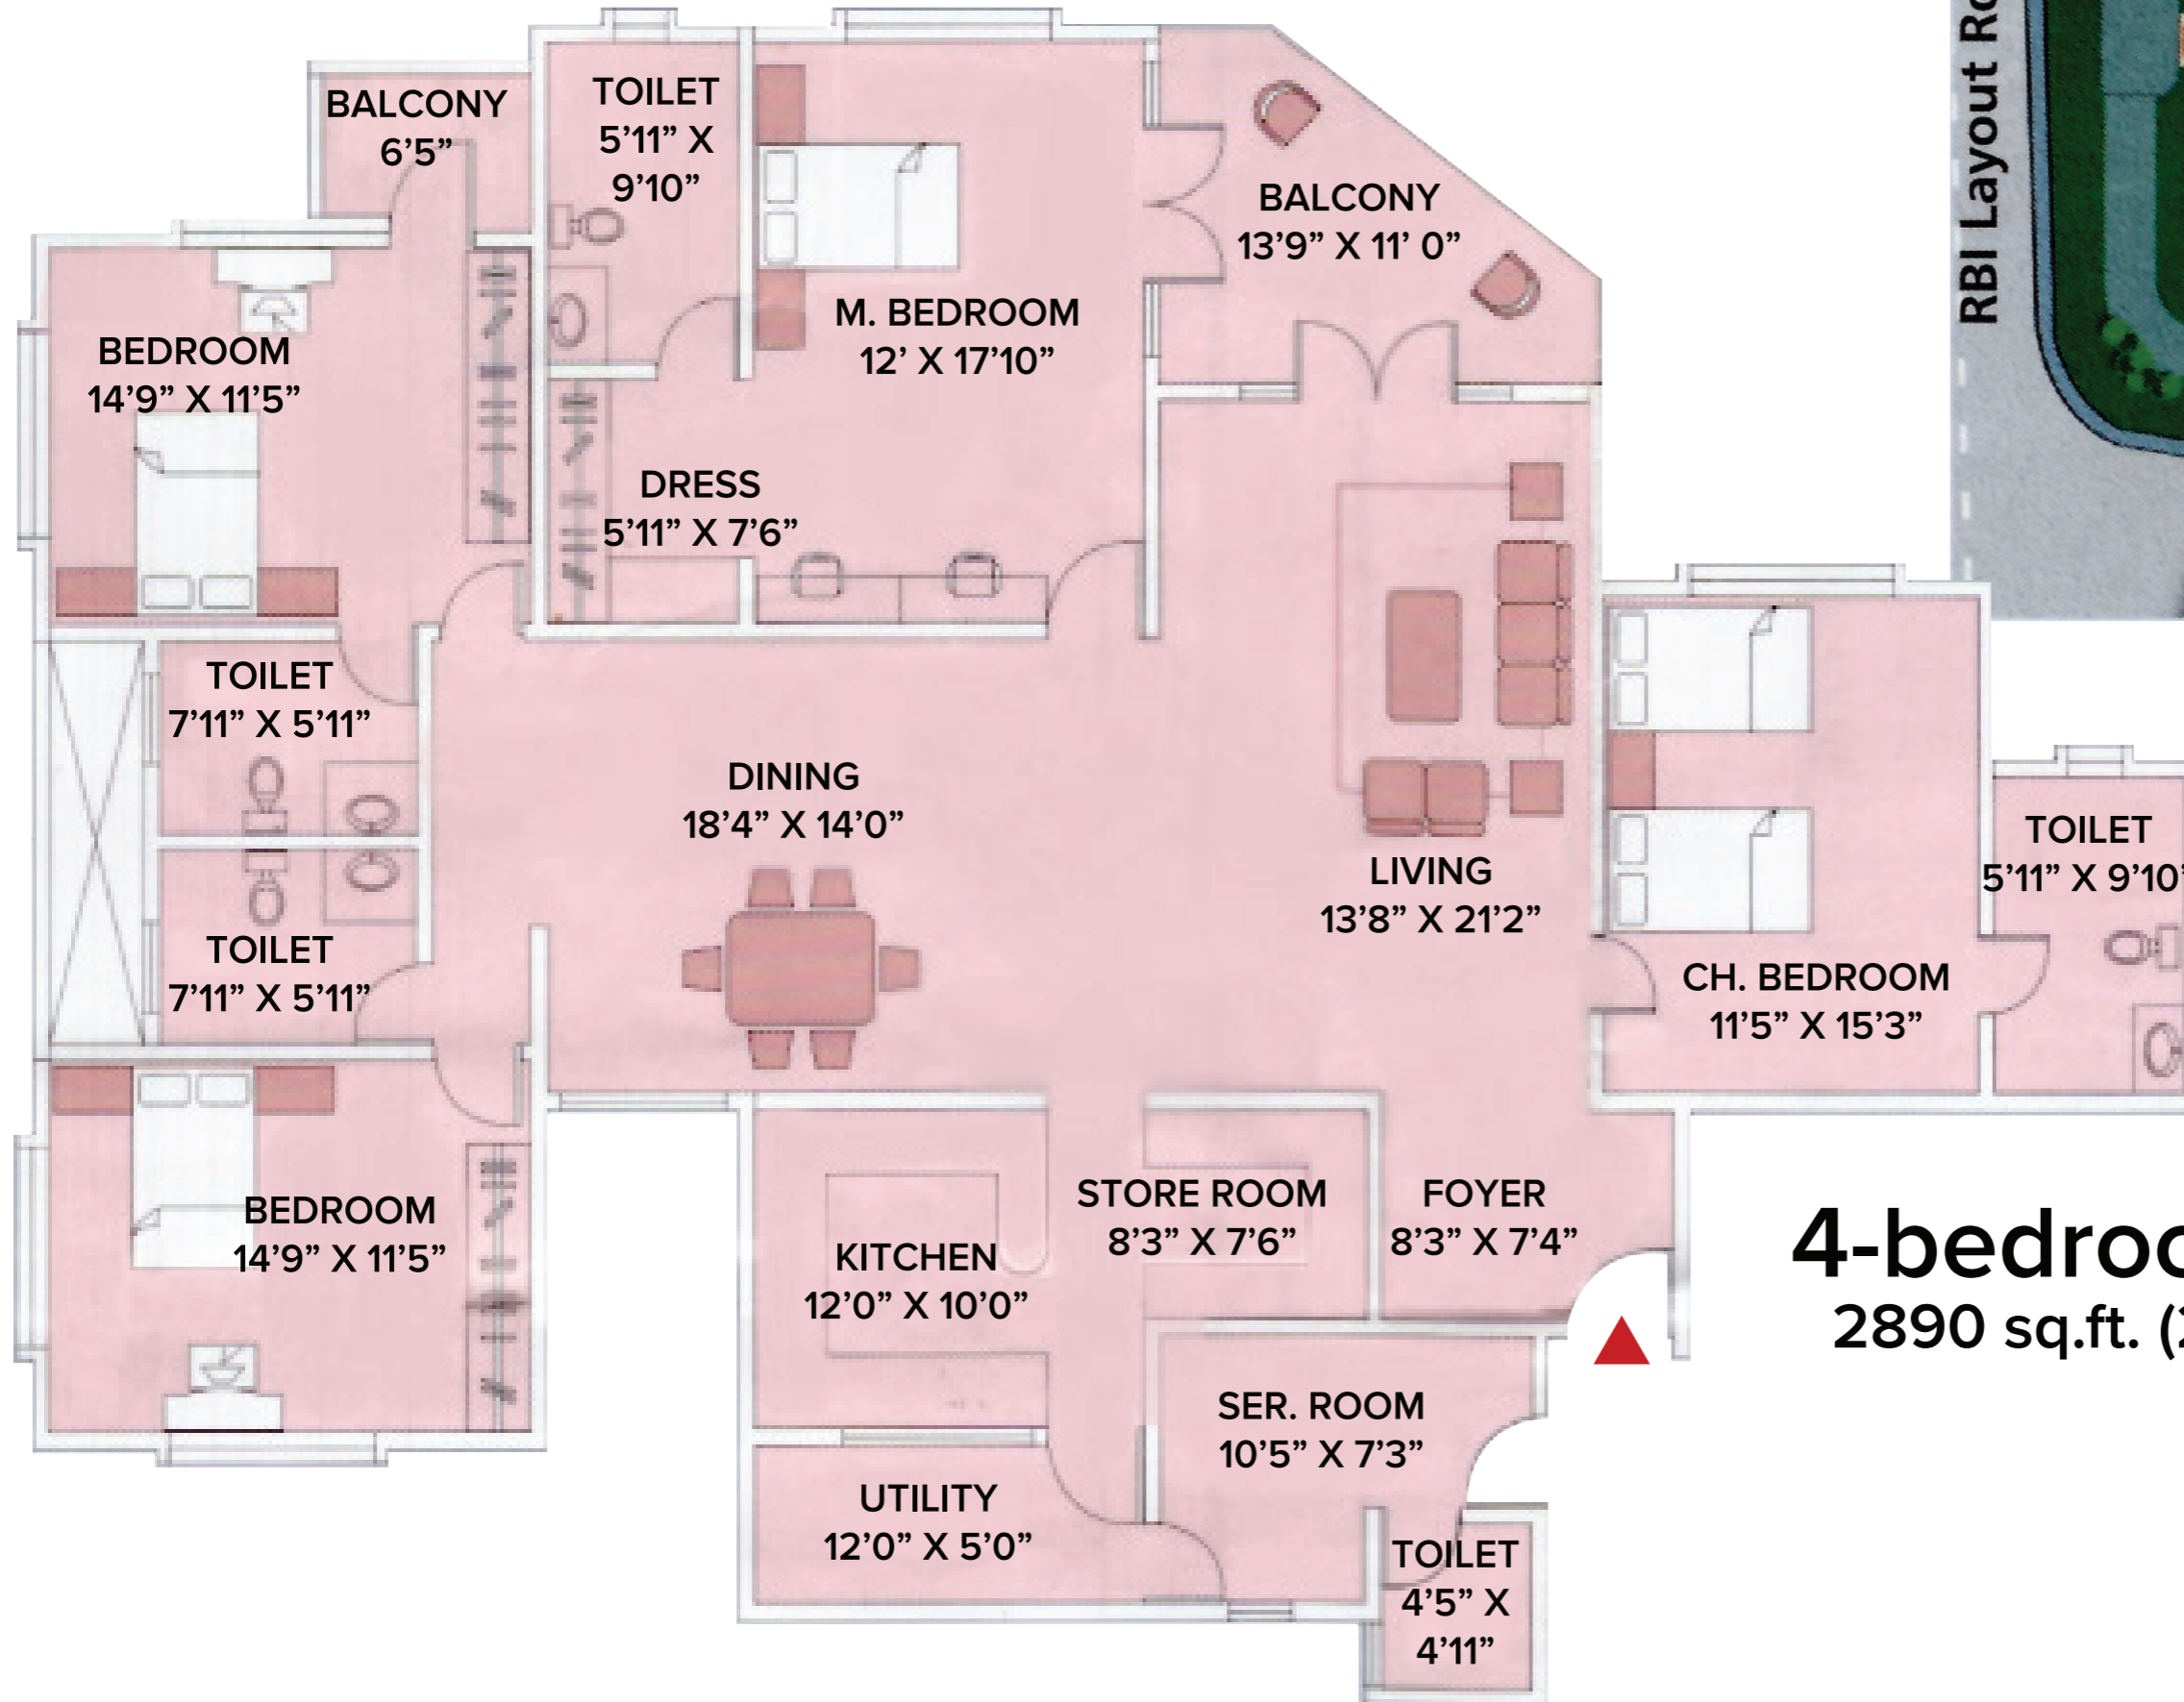 BALCONY
6’5”
TOILET
5’11” X
9’10”
BALCONY
13’9” X 11’ 0”
RBI Layout
M. BEDROOM
12’ X 17’10”
BEDROOM
14’9” X 11’5”
DRESS
5’11” X 7’6”
TOILET
7’11” X 5’11”
DINING
18’4” X 14’0”
LIVING
13’8” X 21’2”
TOILET
5’11” X 9’10”
TOILET
7’11” X 5’11”
CH. BEDROOM
11’5” X 15’3”
BEDROOM
14’9” X 11’5”
KITCHEN
12’0” X 10’0”
STORE ROOM
8’3” X 7’6”
FOYER
8’3” X 7’4”
4-bedroo
2890 sq.ft. (
SER. ROOM
10’5” X 7’3”
UTILITY
12’0” X 5’0”
TOILET
4’5” X
4’11”